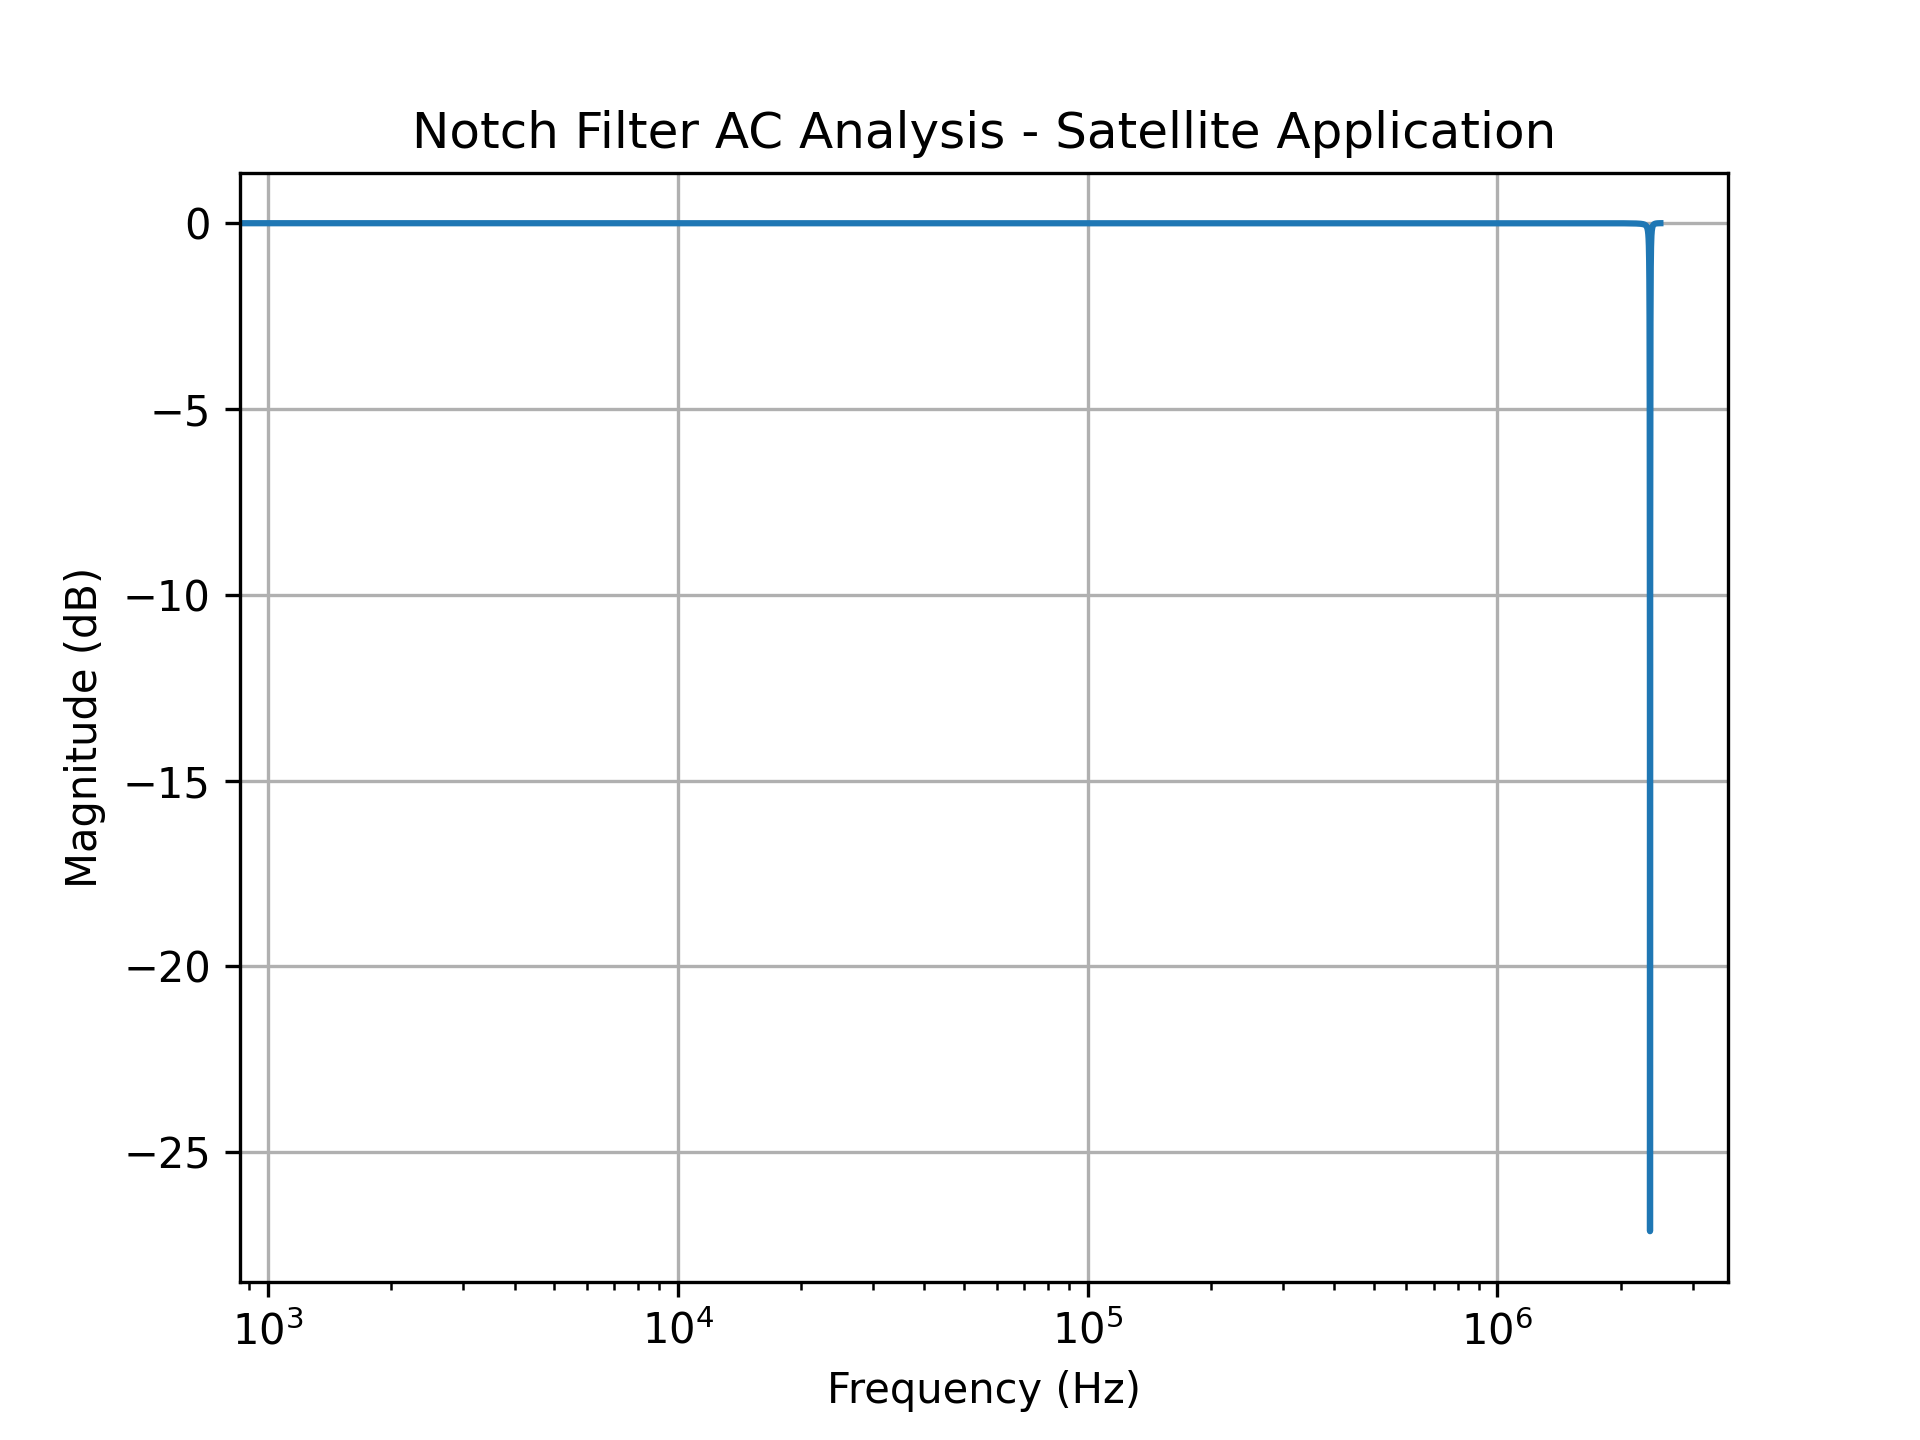 Notch Filter AC Analysis - Satellite Application
0
−5
−10
−15
−20
−25
Magnitude (dB)
10³ 10⁴ 10⁵ 10⁶
Frequency (Hz)